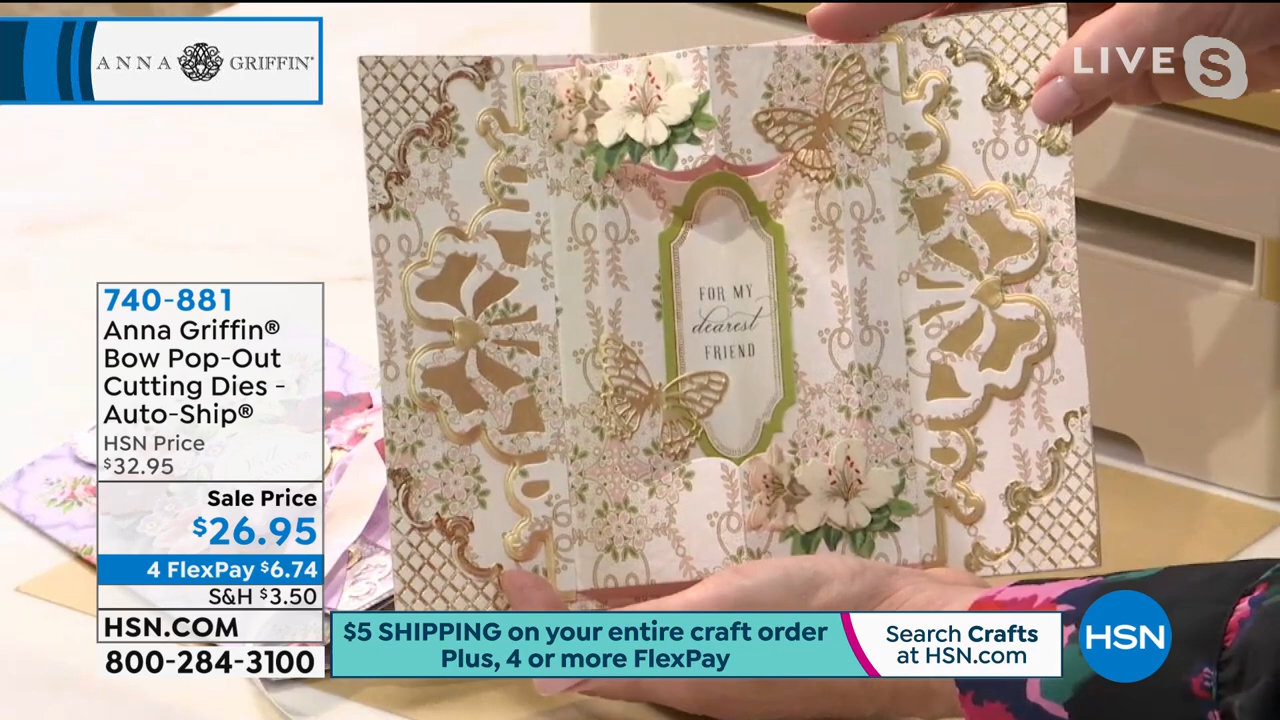 ANNA GRIFFIN®
LIVE S
FOR MY
dearest
FRIEND
740-881
Anna Griffin®
Bow Pop-Out
Cutting Dies -
Auto-Ship®
HSN Price
$32.95
Sale Price
$26.95
4 FlexPay $6.74
S&H $3.50
HSN.COM
800-284-3100
$5 SHIPPING on your entire craft order
Plus, 4 or more FlexPay
Search Crafts
at HSN.com
HSN